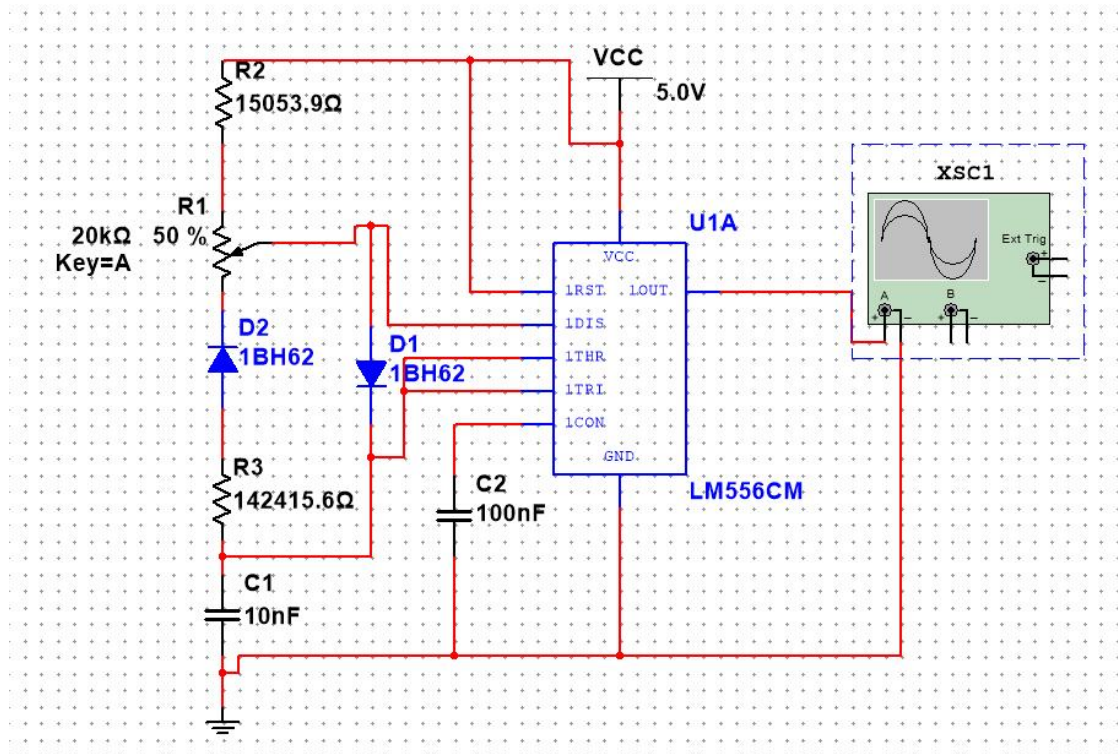 R2
15053.9Ω
VCC
5.0V
XSC1
R1
20kΩ 50 %
Key=A
U1A
Ext Trig
+
−
VCC
1RST 1OUT
A B
+ − + −
1DIS
D2
1BH62
D1
1BH62
1THR
1TRI
1CON
GND
R3
142415.6Ω
C2
100nF
LM556CM
C1
10nF